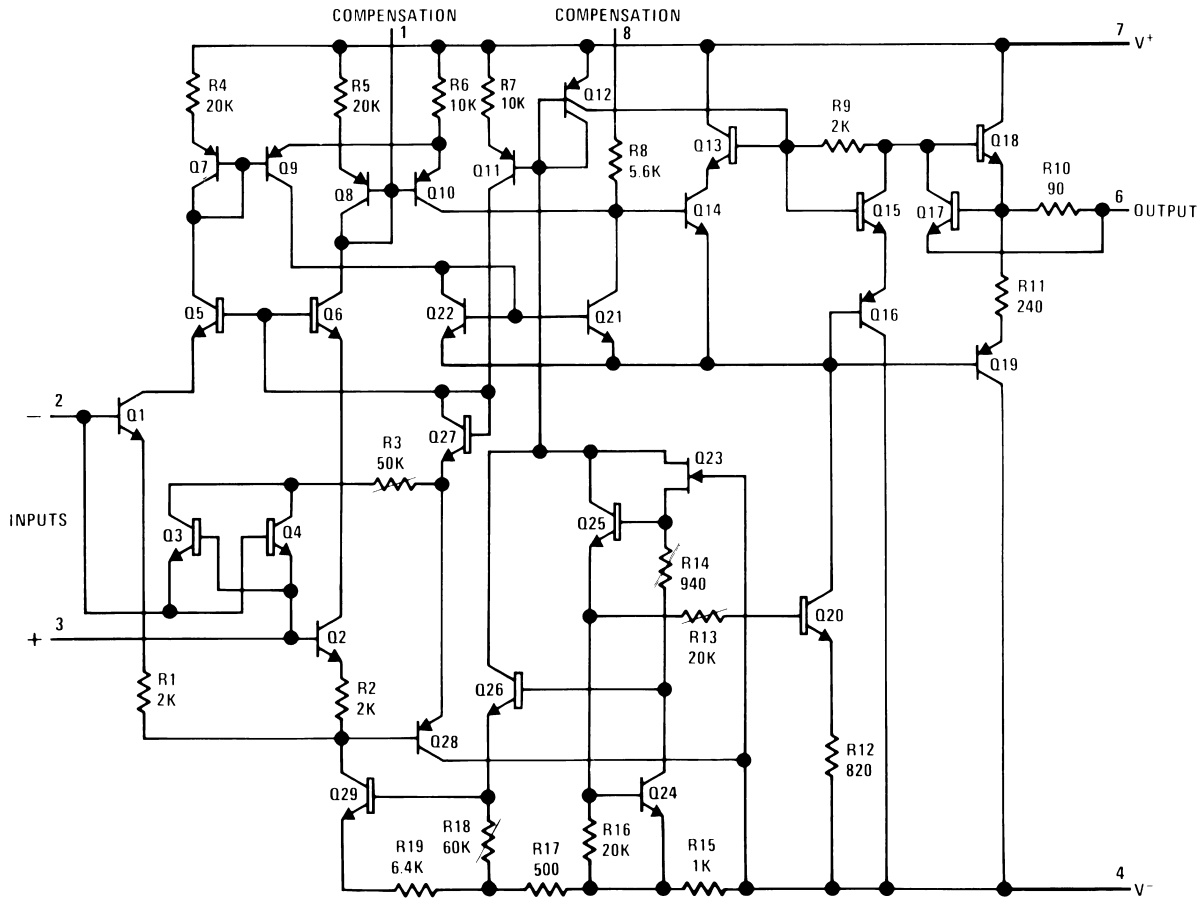 COMPENSATION
1
COMPENSATION
8
7
V+
R4
20K
R5
20K
R6
10K
R7
10K
Q12
R9
2K
Q7
Q9
Q8
Q10
Q11
R8
5.6K
Q13
Q18
R10
90
6
OUTPUT
Q14
Q15
Q17
R11
240
Q5
Q6
Q22
Q21
Q16
Q19
2
−
Q1
R3
50K
Q27
Q23
INPUTS
Q3
Q4
Q25
R14
940
3
+
Q2
R13
20K
Q20
R1
2K
R2
2K
Q26
Q28
R12
820
Q29
Q24
R19
6.4K
R18
60K
R17
500
R16
20K
R15
1K
4
V−